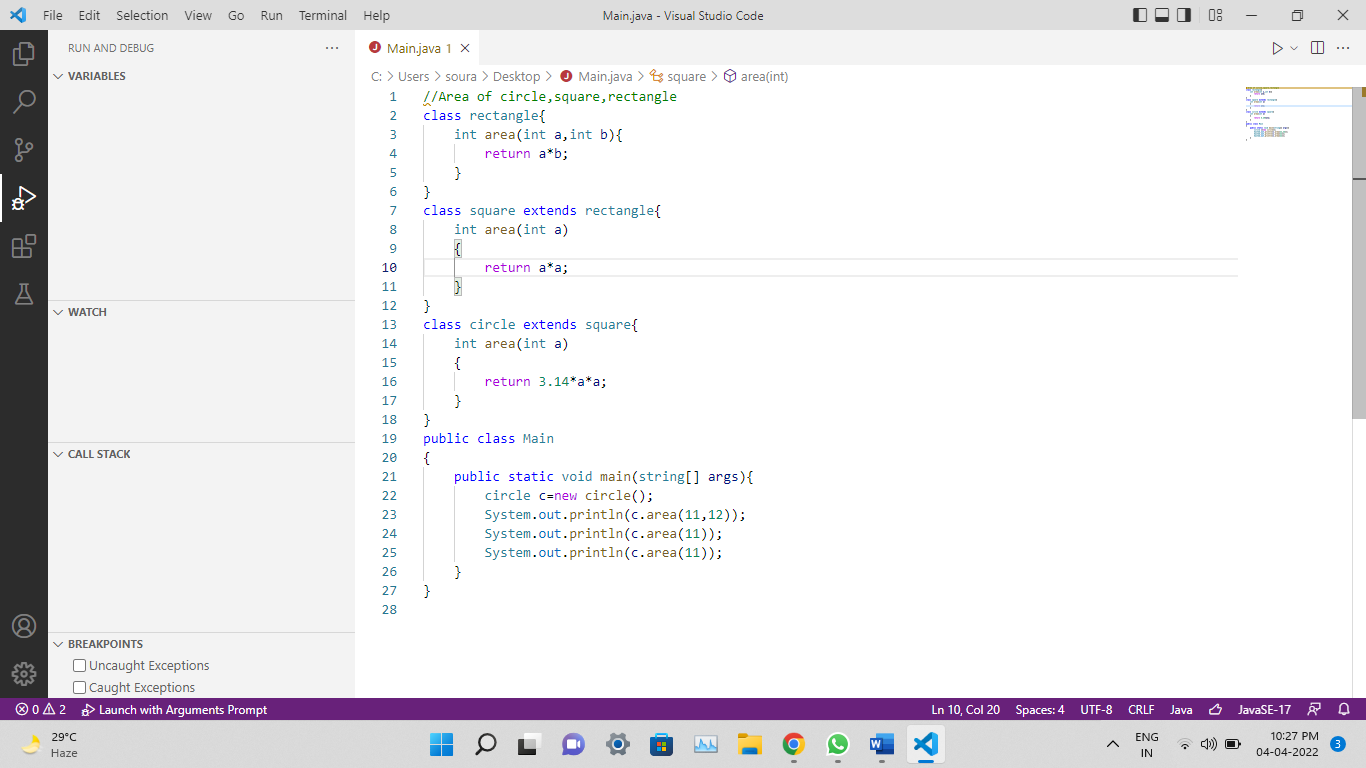 File Edit Selection View Go Run Terminal Help Main.java - Visual Studio Code
RUN AND DEBUG
VARIABLES
WATCH
CALL STACK
BREAKPOINTS
Uncaught Exceptions
Caught Exceptions
Main.java 1
C: > Users > soura > Desktop > Main.java > square > area(int)
1 //Area of circle,square,rectangle
2 class rectangle{
3 int area(int a,int b){
4 return a*b;
5 }
6 }
7 class square extends rectangle{
8 int area(int a)
9 {
10 return a*a;
11 }
12 }
13 class circle extends square{
14 int area(int a)
15 {
16 return 3.14*a*a;
17 }
18 }
19 public class Main
20 {
21 public static void main(string[] args){
22 circle c=new circle();
23 System.out.println(c.area(11,12));
24 System.out.println(c.area(11));
25 System.out.println(c.area(11));
26 }
27 }
28
0 2 Launch with Arguments Prompt Ln 10, Col 20 Spaces: 4 UTF-8 CRLF Java JavaSE-17
29°C
Haze
ENG
IN
10:27 PM
04-04-2022
3